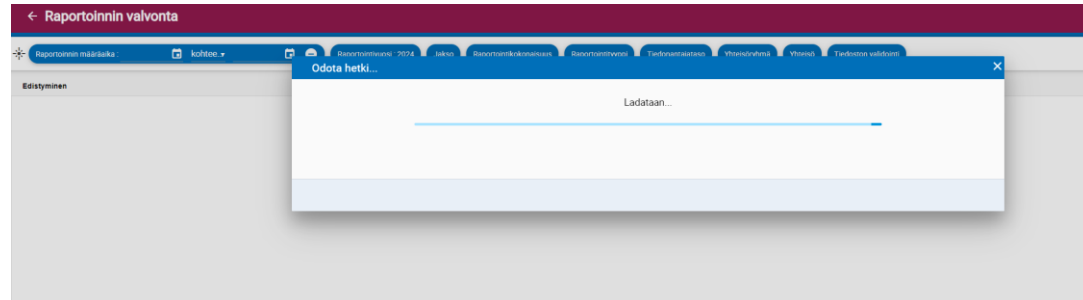 ← Raportoinnin valvonta
Raportoinnin määräaika : kohtee Raportointivuosi : 2024 Jakso Raportointikokonaisuus Raportointityyppi Tiedonantajataso Yhteisöryhmä Yhteisö Tiedoston validointi
Odota hetki... ×
Edistyminen
Ladataan...